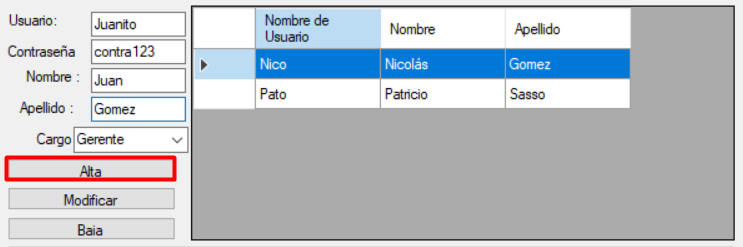 Usuario: Juanito
Contraseña contra123
Nombre : Juan
Apellido : Gomez
Cargo Gerente
Alta
Modificar
Baja
Nombre de Usuario Nombre Apellido
Nico Nicolás Gomez
Pato Patricio Sasso